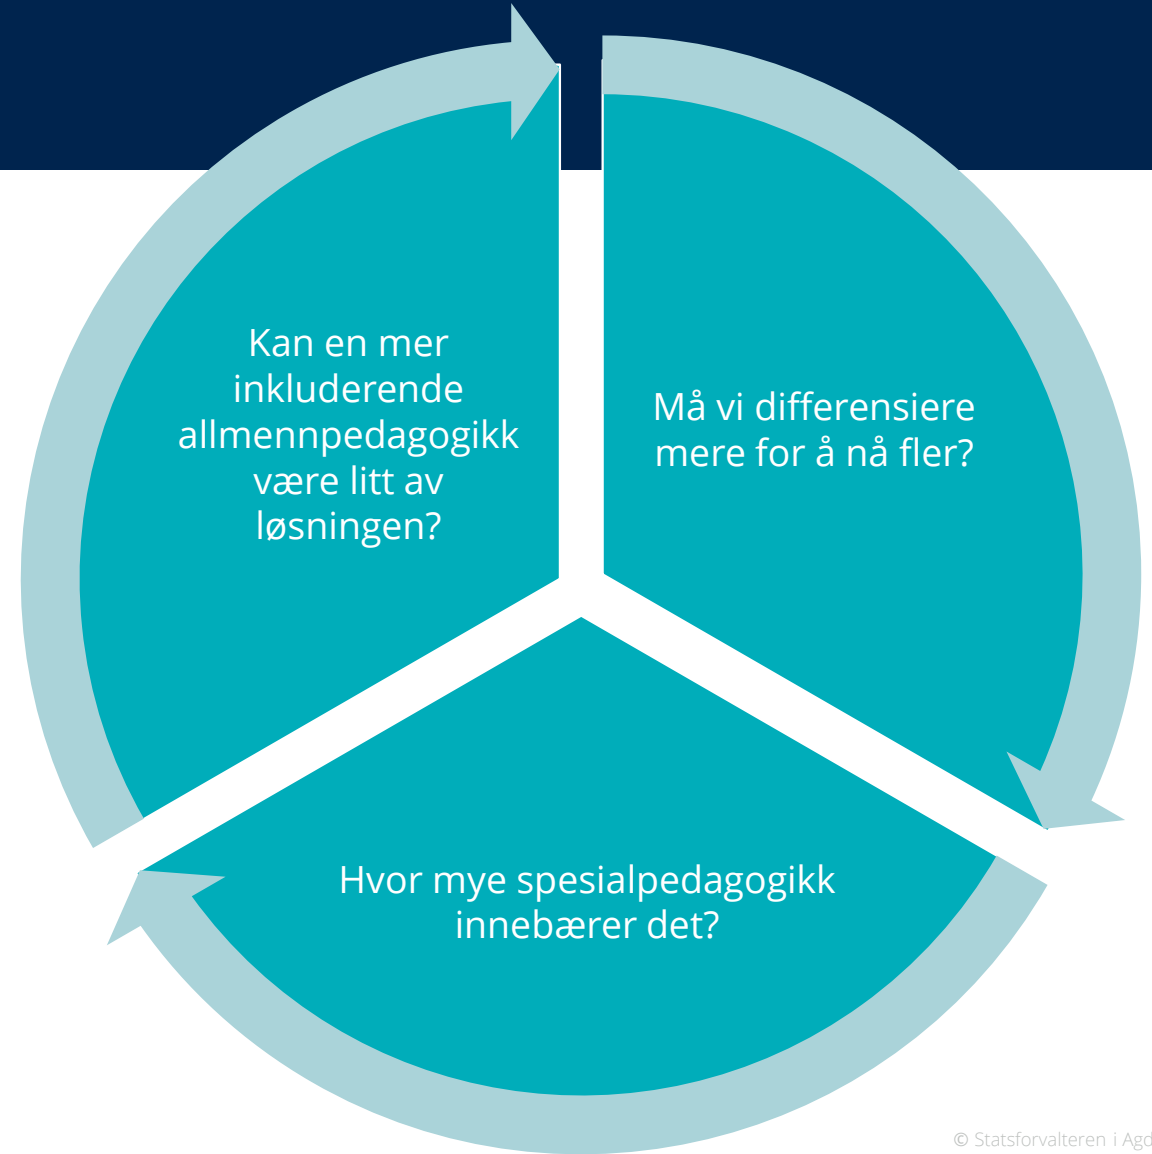 Kan en mer
inkluderende
allmennpedagogikk
være litt av
løsningen?
Må vi differensiere
mere for å nå fler?
Hvor mye spesialpedagogikk
innebærer det?
© Statsforvalteren i Agd